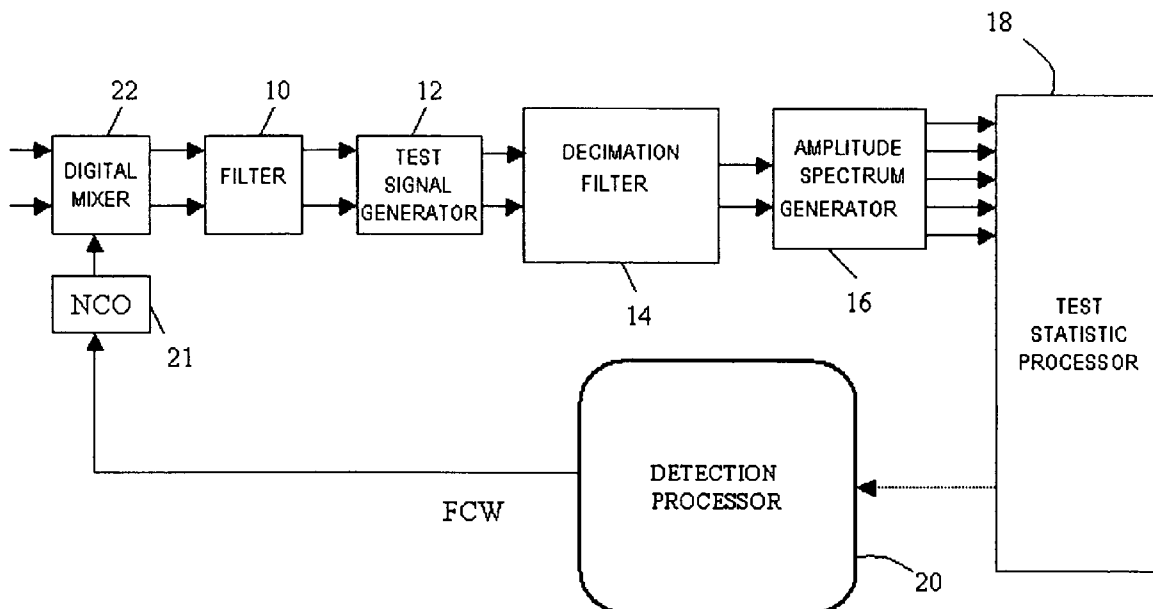 18
22
10
12
DIGITAL
MIXER
FILTER
TEST
SIGNAL
GENERATOR
DECIMATION
FILTER
AMPLITUDE
SPECTRUM
GENERATOR
14
16
NCO
21
TEST
STATISTIC
PROCESSOR
DETECTION
PROCESSOR
FCW
20